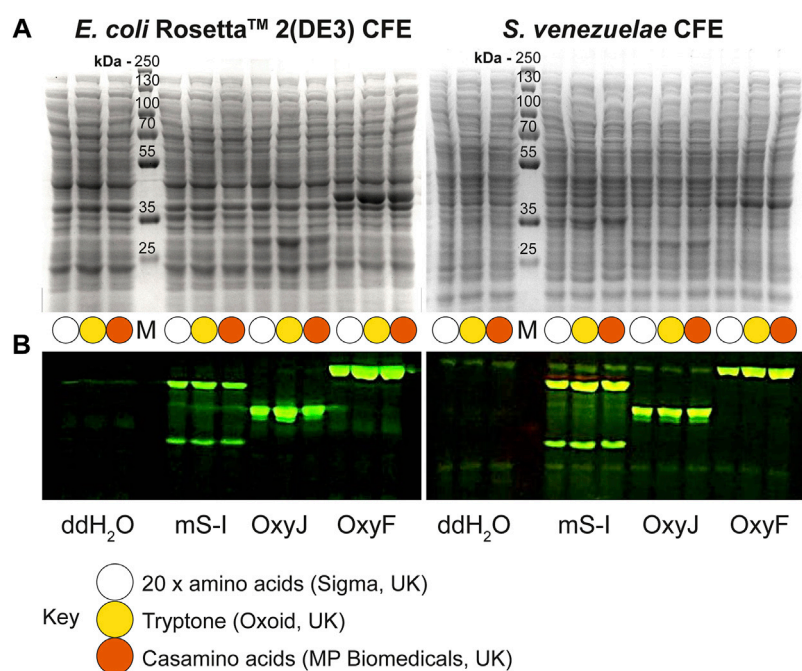 A
E. coli Rosetta™ 2(DE3) CFE
S. venezuelae CFE
kDa - 250
130
100
70
55
35
25
kDa - 250
130
100
70
55
35
25
M
M
B
ddH₂O mS-I OxyJ OxyF
ddH₂O mS-I OxyJ OxyF
Key
20 x amino acids (Sigma, UK)
Tryptone (Oxoid, UK)
Casamino acids (MP Biomedicals, UK)